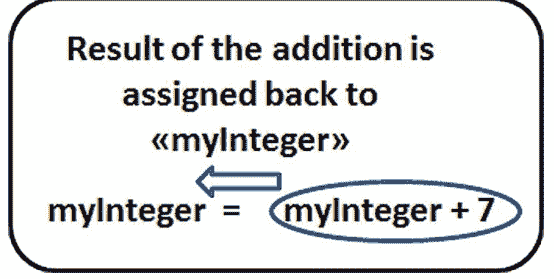 Result of the addition is
assigned back to
«myInteger»
myInteger = myInteger + 7